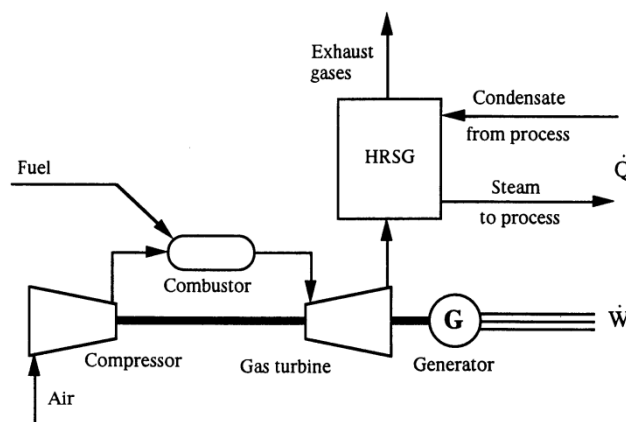 Exhaust
gases
Condensate
from process
HRSG
Q̇
Steam
to process
Fuel
Combustor
G
Ẇ
Compressor
Gas turbine
Generator
Air